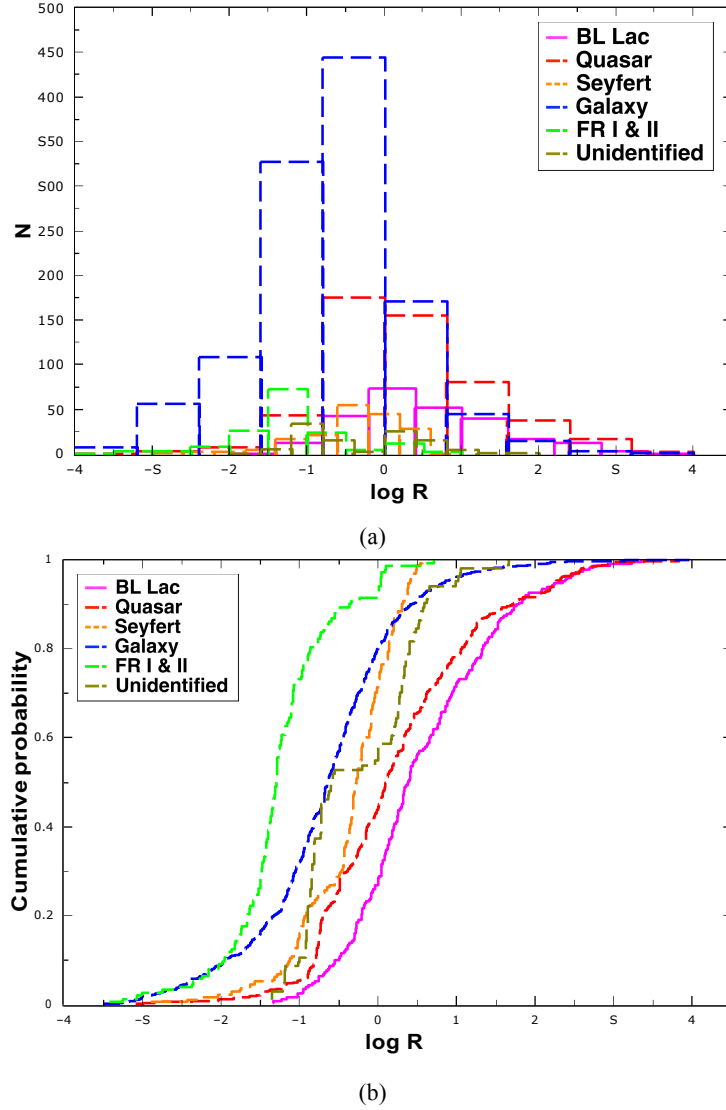 500
450
400
S50
S00
250
200
150
100
50
0
N
BL Lac
Quasar
Seyfert
Galaxy
FR I & II
Unidentified
−4 −S −2 −1 0 1 2 S 4
log R
(a)
1
0.8
0.6
0.4
0.2
0
Cumulative probability
BL Lac
Quasar
Seyfert
Galaxy
FR I & II
Unidentified
−4 −S −2 −1 0 1 2 S 4
log R
(b)